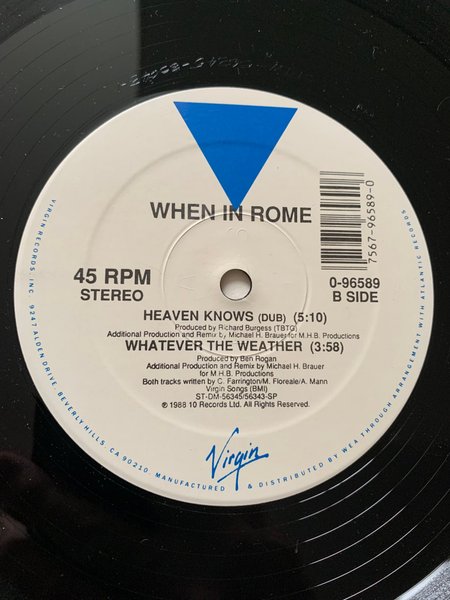 WHEN IN ROME
7567-96589-0
45 RPM
STEREO
0-96589
B SIDE
HEAVEN KNOWS (DUB) (5:10)
Produced by Richard Burgess (TBTG)
Additional Production and Remix by Michael H. Brauer for M.H.B. Productions
WHATEVER THE WEATHER (3:58)
Produced by Ben Rogan
Additional Production and Remix by Michael H. Brauer
for M.H.B. Productions
Both tracks written by C. Farrington/M. Floreale/A. Mann
Virgin Songs (BMI)
ST-DM-56345/56343-SP
℗ 1988 10 Records Ltd. All Rights Reserved.
Virgin
VIRGIN RECORDS, INC. 9247 ALDEN DRIVE, BEVERLY HILLS, CA 90210. MANUFACTURED & DISTRIBUTED BY WEA THROUGH ARRANGEMENT WITH ATLANTIC RECORDS